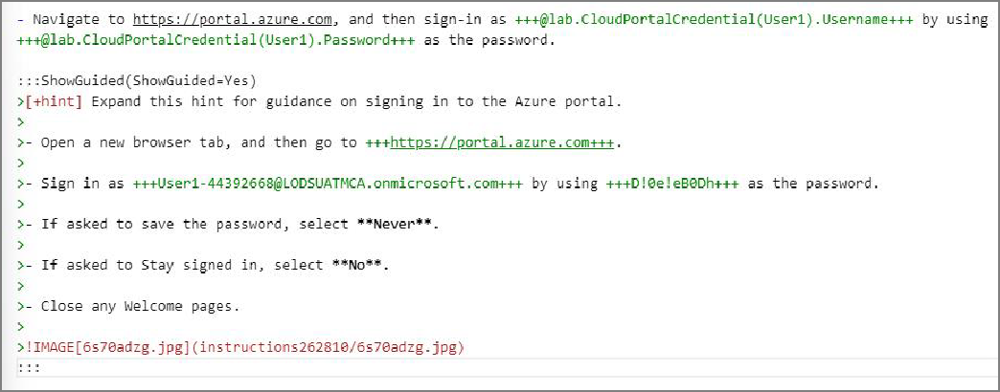 - Navigate to https://portal.azure.com, and then sign-in as +++@lab.CloudPortalCredential(User1).Username+++ by using
+++@lab.CloudPortalCredential(User1).Password+++ as the password.
:::ShowGuided(ShowGuided=Yes)
>[+hint] Expand this hint for guidance on signing in to the Azure portal.
>
>- Open a new browser tab, and then go to +++https://portal.azure.com+++.
>
>- Sign in as +++User1-44392668@LODSUATMCA.onmicrosoft.com+++ by using +++D!0e!eB0Dh+++ as the password.
>
>- If asked to save the password, select **Never**.
>
>- If asked to Stay signed in, select **No**.
>
>- Close any Welcome pages.
>
>!IMAGE[6s70adzg.jpg](instructions262810/6s70adzg.jpg)
:::